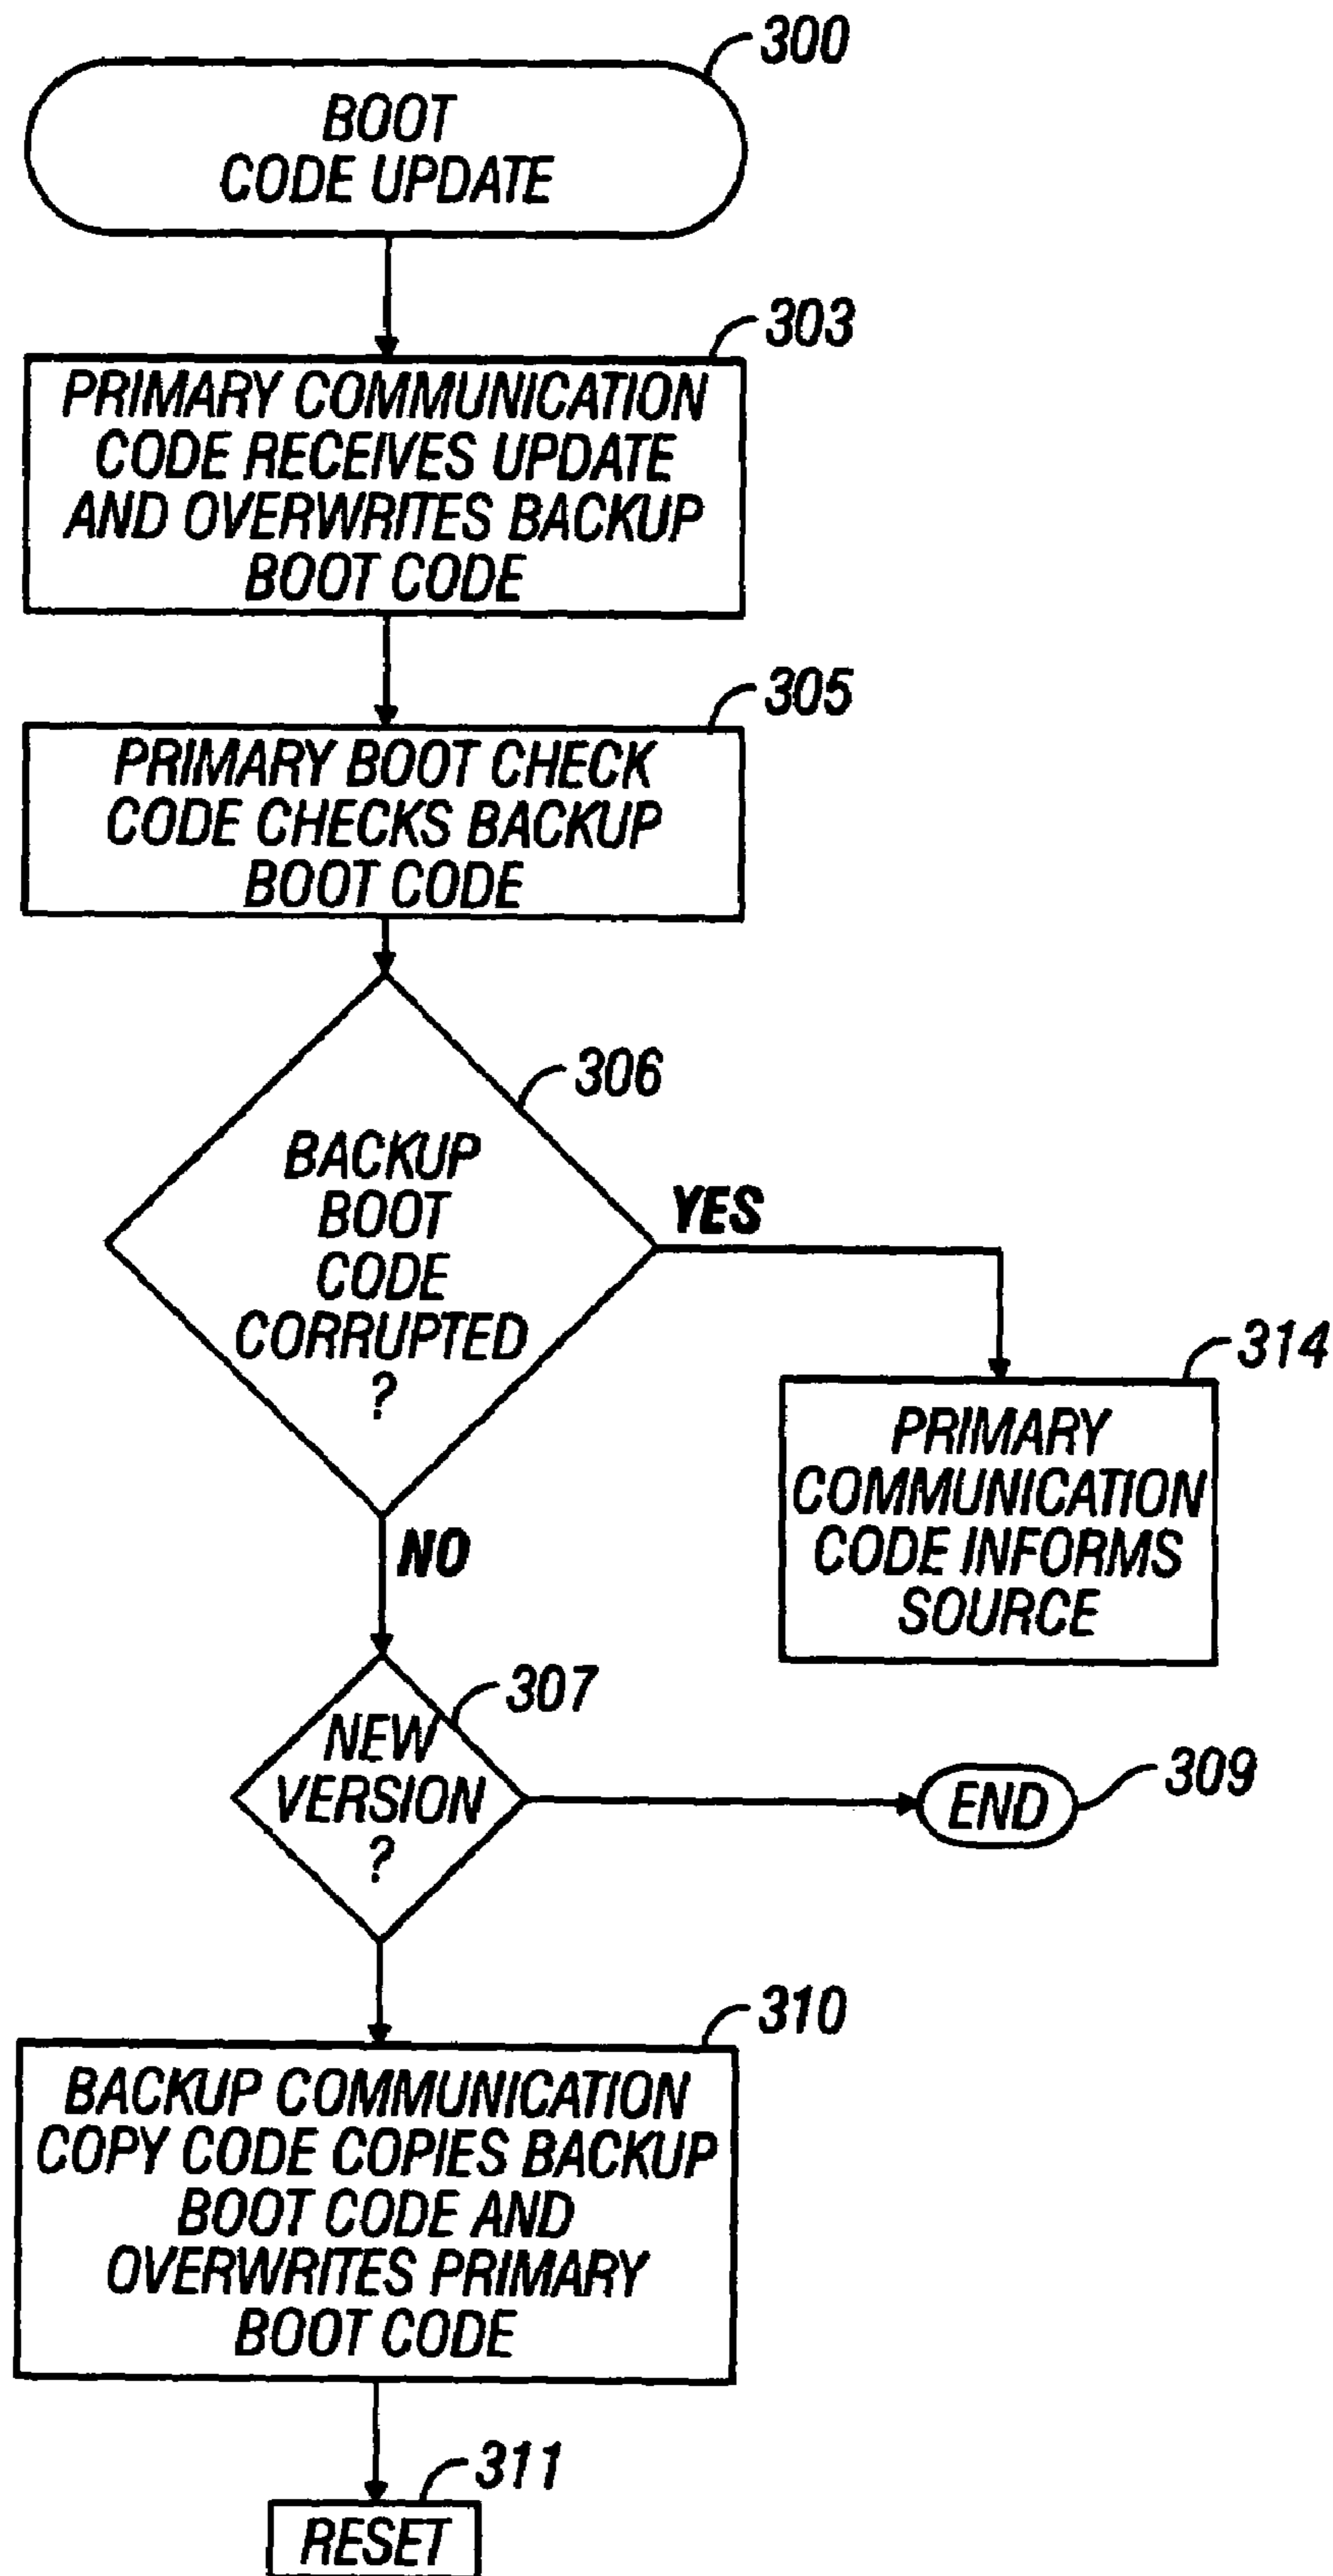 300
BOOT
CODE UPDATE
303
PRIMARY COMMUNICATION
CODE RECEIVES UPDATE
AND OVERWRITES BACKUP
BOOT CODE
305
PRIMARY BOOT CHECK
CODE CHECKS BACKUP
BOOT CODE
306
BACKUP
BOOT
CODE
CORRUPTED
?
YES
314
PRIMARY
COMMUNICATION
CODE INFORMS
SOURCE
NO
307
NEW
VERSION
?
309
END
310
BACKUP COMMUNICATION
COPY CODE COPIES BACKUP
BOOT CODE AND
OVERWRITES PRIMARY
BOOT CODE
311
RESET